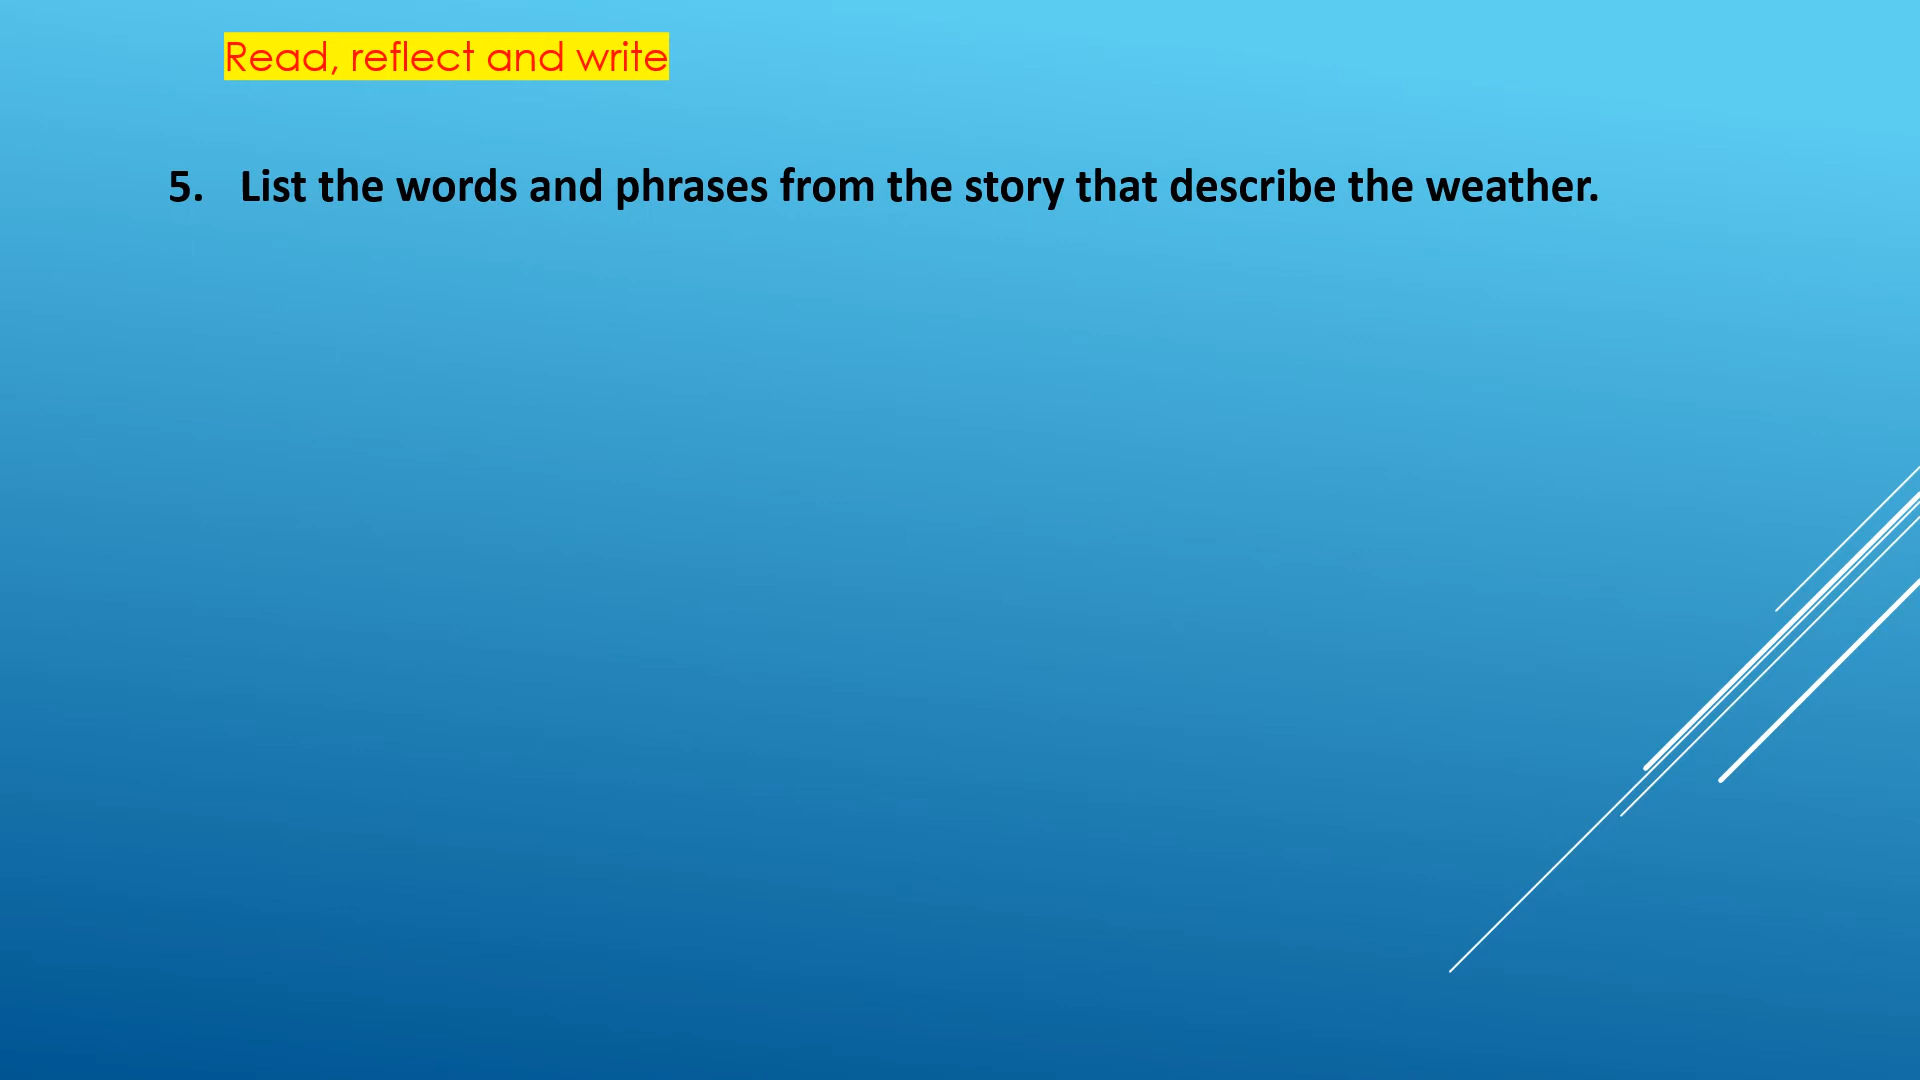 Read, reflect and write
5. List the words and phrases from the story that describe the weather.